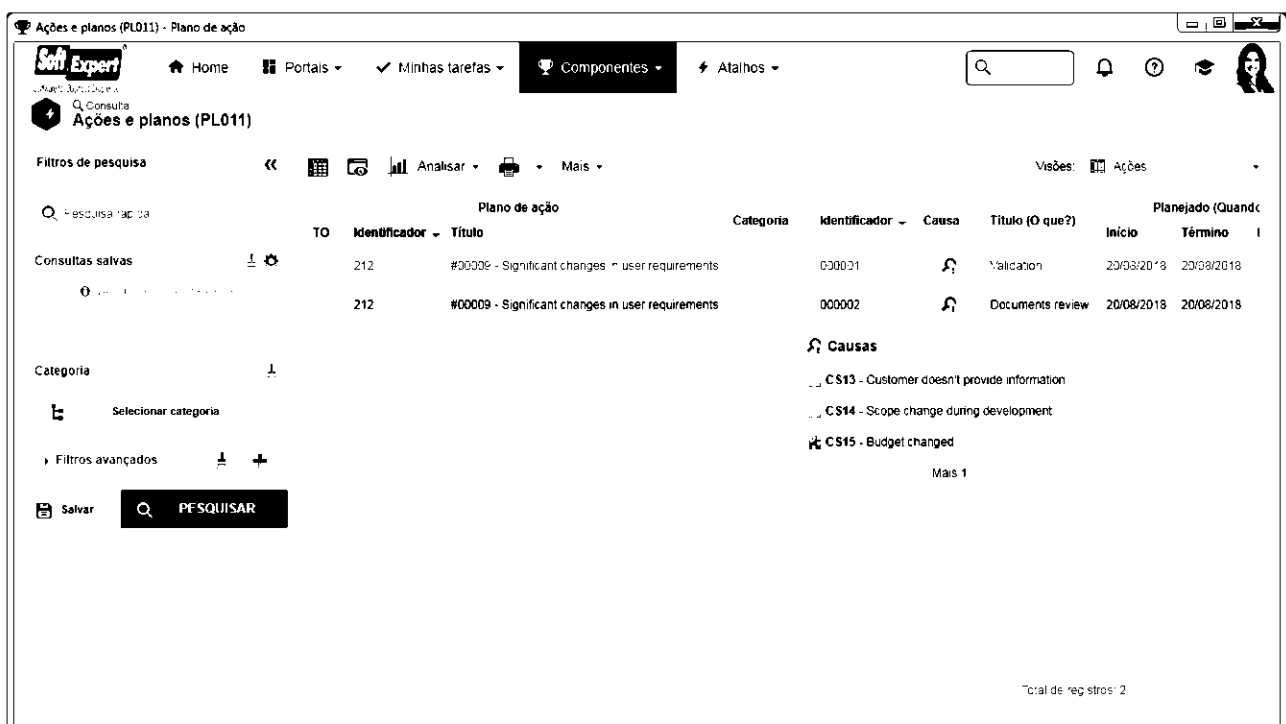 Ações e planos (PL011) - Plano de ação
Soft Expert
Home Portais Minhas tarefas Componentes Atalhos
Consulta
Ações e planos (PL011)
Filtros de pesquisa
Analisar Mais Visões: Ações
Pesquisa rápida
Plano de ação Categoria Identificador Causa Título (O que?) Planejado (Quando
TO Identificador Título Início Término
Consultas salvas
212 #00009 - Significant changes in user requirements 000001 Validation 20/08/2018 20/08/2018
212 #00009 - Significant changes in user requirements 000002 Documents review 20/08/2018 20/08/2018
Causas
CS13 - Customer doesn't provide information
CS14 - Scope change during development
CS15 - Budget changed
Mais 1
Categoria
Selecionar categoria
Filtros avançados
Salvar PESQUISAR
Total de registros: 2